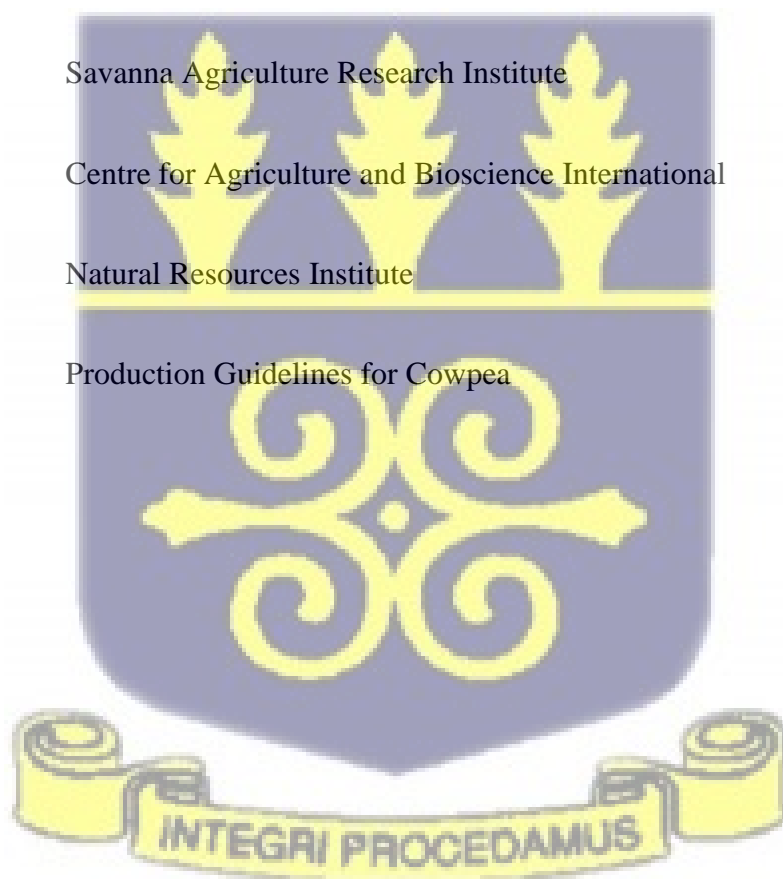 Savanna Agriculture Research Institute
Centre for Agriculture and Bioscience International
Natural Resources Institute
Production Guidelines for Cowpea
INTEGRI PROCEDAMUS